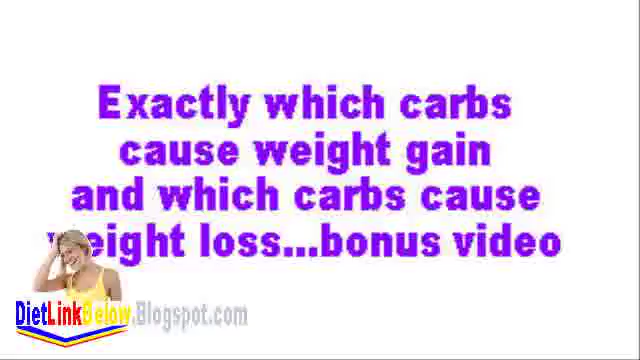 Exactly which carbs
cause weight gain
and which carbs cause
weight loss...bonus video
DietLinkBelow.Blogspot.com